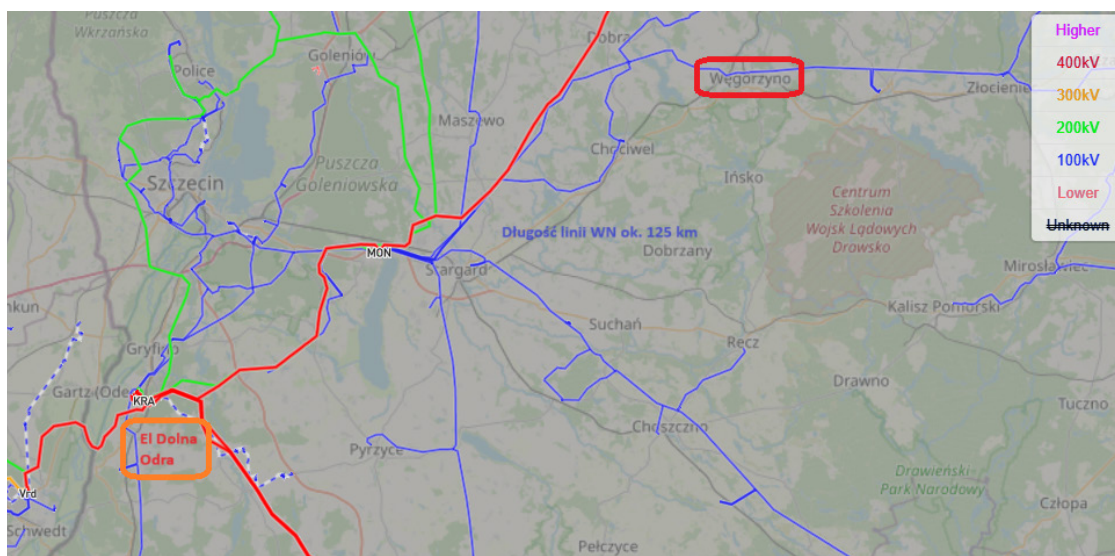 Puszcza
Wkrzańska
Police
Goleniów
Dobra
Węgorzyno
Złocienie
Maszewo
Chociwel
Puszcza
Goleniowska
Szczecin
Ińsko
Centrum
Szkolenia
Wojsk Lądowych
Drawsko
Długość linii WN ok. 125 km
MON
Stargard
Dobrzany
Mirosławiec
nkun
Kalisz Pomorski
Suchań
Recz
Gryfino
Gartz (Ode
KRA
El Dolna
Odra
Drawno
Tuczno
Choszczno
Pyrzyce
Drawieński
Park Narodowy
Człopa
Vrd
Schwedt
Pełczyce
Higher
400kV
300kV
200kV
100kV
Lower
Unknown